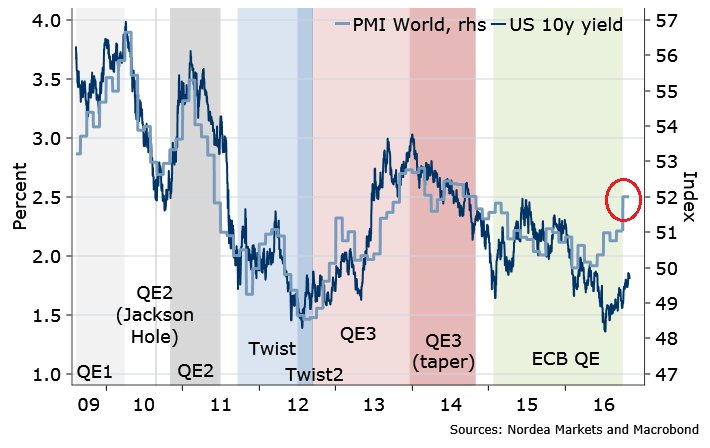 PMI World, rhs
US 10y yield
4.0
3.5
3.0
2.5
2.0
1.5
1.0
Percent
57
56
55
54
53
52
51
50
49
48
47
Index
QE1
QE2
(Jackson
Hole)
QE2
Twist
Twist2
QE3
QE3
(taper)
ECB QE
09 10 11 12 13 14 15 16
Sources: Nordea Markets and Macrobond